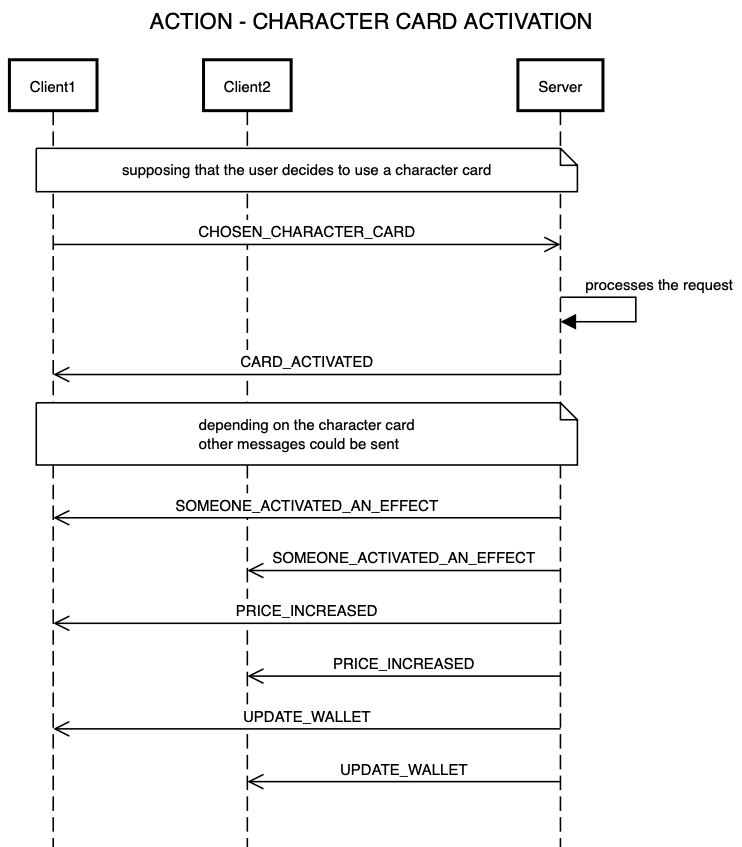 ACTION - CHARACTER CARD ACTIVATION
Client1
Client2
Server
supposing that the user decides to use a character card
CHOSEN_CHARACTER_CARD
processes the request
CARD_ACTIVATED
depending on the character card
other messages could be sent
SOMEONE_ACTIVATED_AN_EFFECT
SOMEONE_ACTIVATED_AN_EFFECT
PRICE_INCREASED
PRICE_INCREASED
UPDATE_WALLET
UPDATE_WALLET